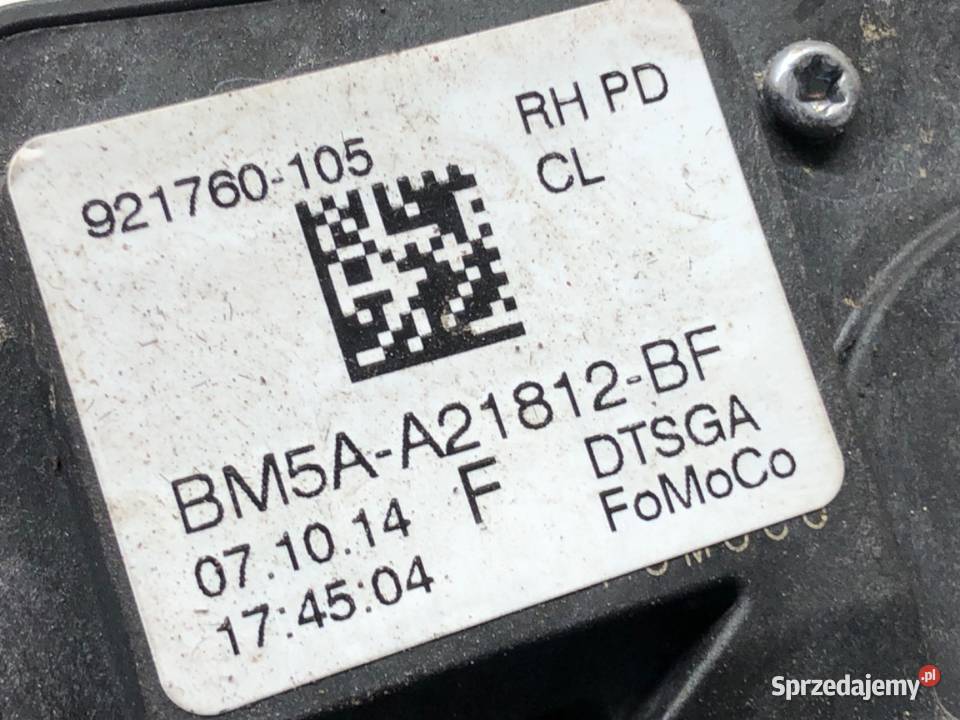 RH PD
CL
921760-105
BM5A-A21812-BF
07.10.14 F DTSGA
17:45:04 FoMoCo
Sprzedajemy.pl